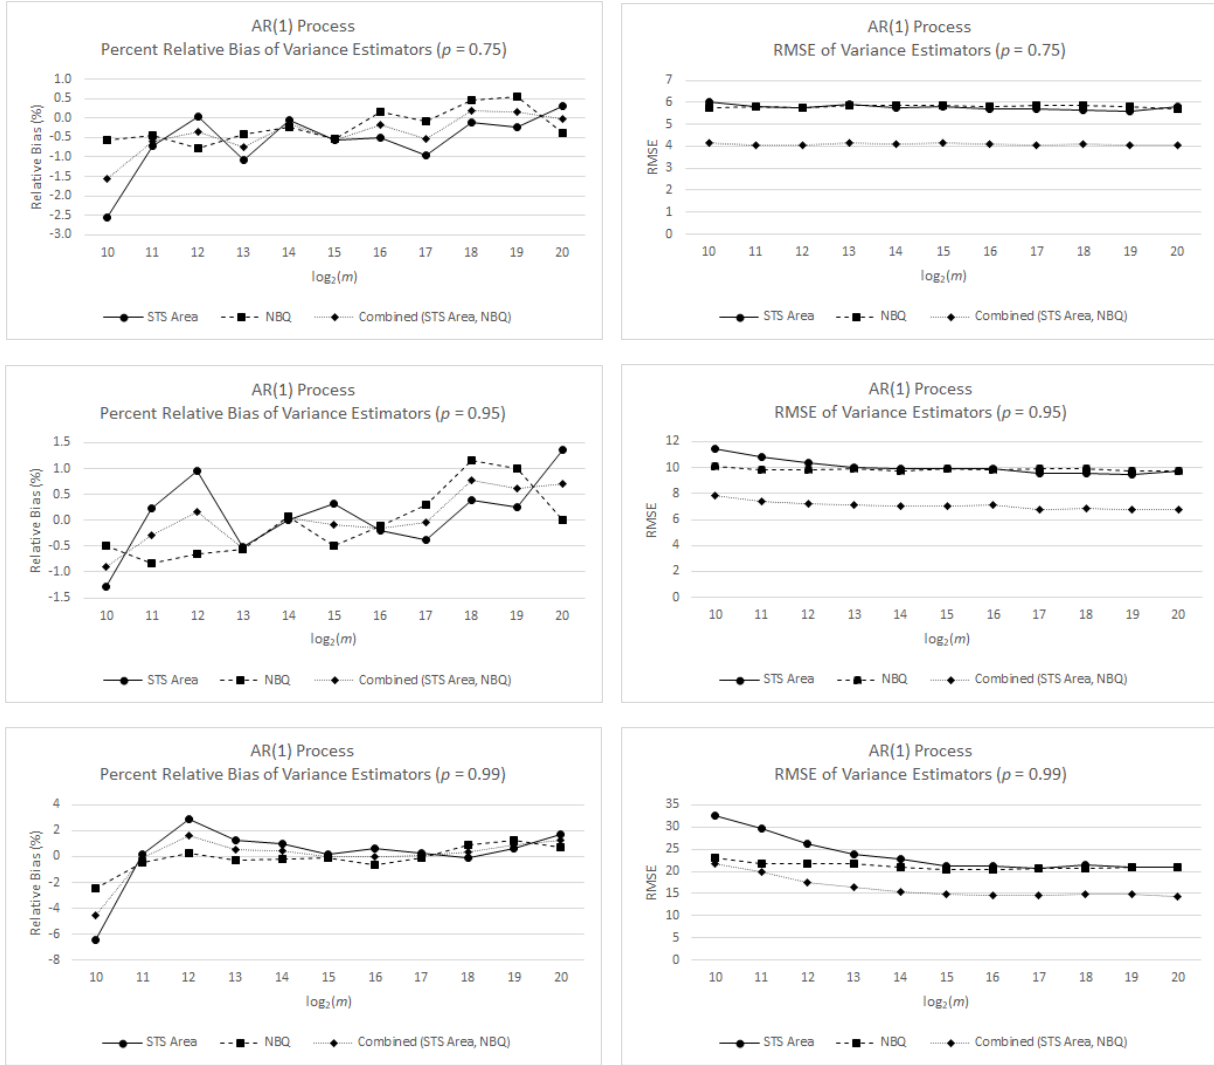 AR(1) Process
Percent Relative Bias of Variance Estimators (p = 0.75)
Relative Bias (%)
1.0
0.5
0.0
-0.5
-1.0
-1.5
-2.0
-2.5
-3.0
10 11 12 13 14 15 16 17 18 19 20
log₂(m)
STS Area NBQ Combined (STS Area, NBQ)
AR(1) Process
RMSE of Variance Estimators (p = 0.75)
RMSE
7
6
5
4
3
2
1
0
10 11 12 13 14 15 16 17 18 19 20
log₂(m)
STS Area NBQ Combined (STS Area, NBQ)
AR(1) Process
Percent Relative Bias of Variance Estimators (p = 0.95)
Relative Bias (%)
1.5
1.0
0.5
0.0
-0.5
-1.0
-1.5
10 11 12 13 14 15 16 17 18 19 20
log₂(m)
STS Area NBQ Combined (STS Area, NBQ)
AR(1) Process
RMSE of Variance Estimators (p = 0.95)
RMSE
12
10
8
6
4
2
0
10 11 12 13 14 15 16 17 18 19 20
log₂(m)
STS Area NBQ Combined (STS Area, NBQ)
AR(1) Process
Percent Relative Bias of Variance Estimators (p = 0.99)
Relative Bias (%)
4
2
0
-2
-4
-6
-8
10 11 12 13 14 15 16 17 18 19 20
log₂(m)
STS Area NBQ Combined (STS Area, NBQ)
AR(1) Process
RMSE of Variance Estimators (p = 0.99)
RMSE
35
30
25
20
15
10
5
0
10 11 12 13 14 15 16 17 18 19 20
log₂(m)
STS Area NBQ Combined (STS Area, NBQ)